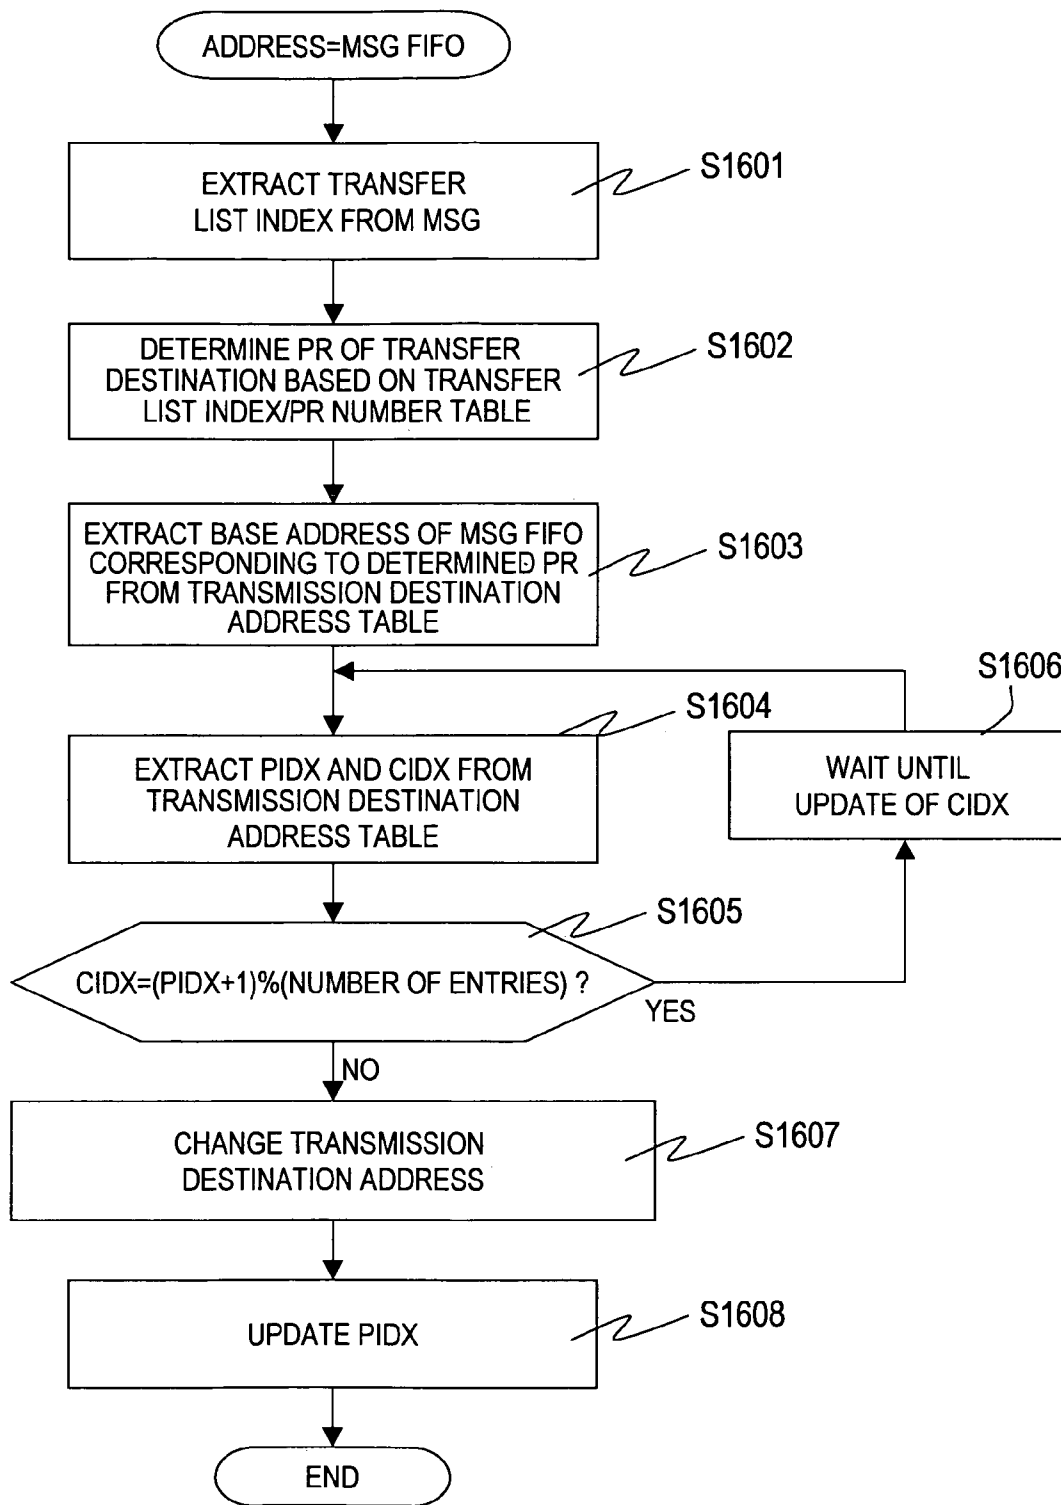 ADDRESS=MSG FIFO
EXTRACT TRANSFER
LIST INDEX FROM MSG
S1601
DETERMINE PR OF TRANSFER
DESTINATION BASED ON TRANSFER
LIST INDEX/PR NUMBER TABLE
S1602
EXTRACT BASE ADDRESS OF MSG FIFO
CORRESPONDING TO DETERMINED PR
FROM TRANSMISSION DESTINATION
ADDRESS TABLE
S1603
EXTRACT PIDX AND CIDX FROM
TRANSMISSION DESTINATION
ADDRESS TABLE
S1604
CIDX=(PIDX+1)%(NUMBER OF ENTRIES) ?
S1605
YES
WAIT UNTIL
UPDATE OF CIDX
S1606
NO
CHANGE TRANSMISSION
DESTINATION ADDRESS
S1607
UPDATE PIDX
S1608
END